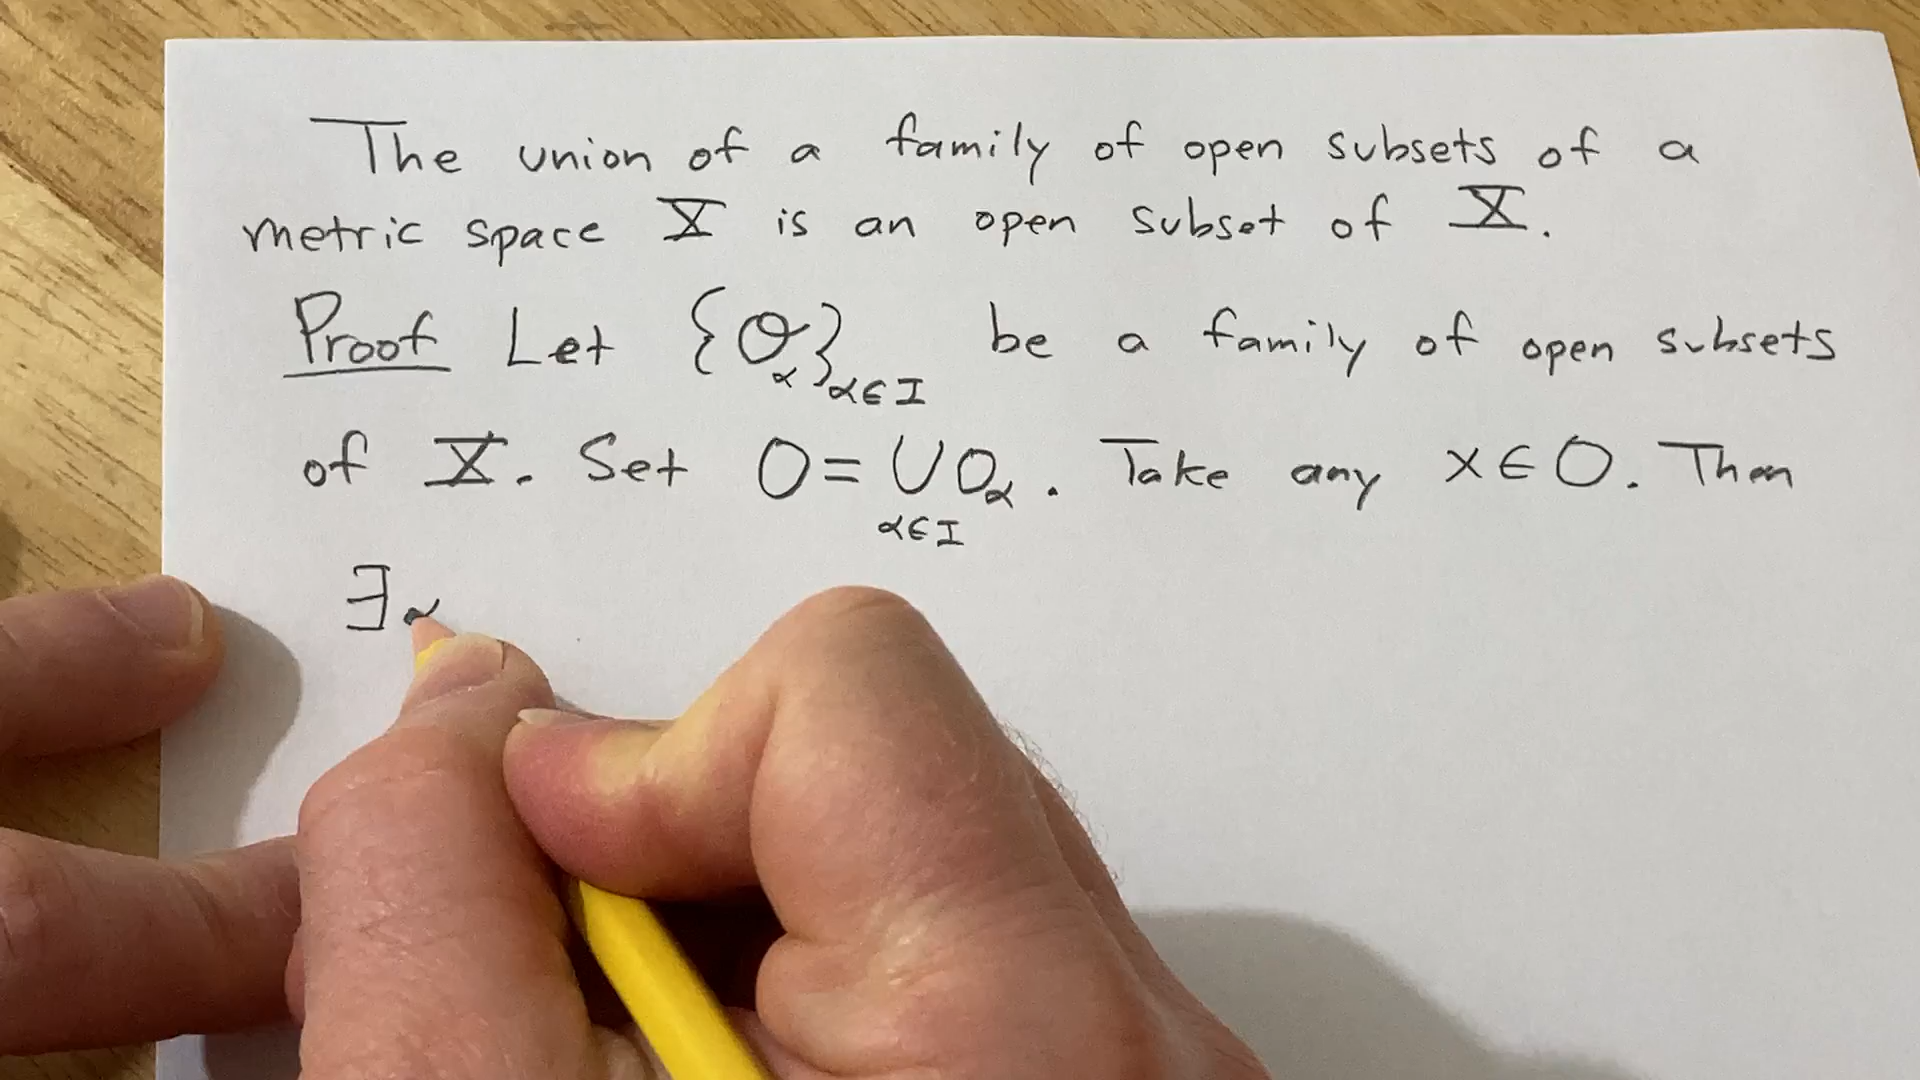 The union of a family of open subsets of a
metric space X is an open subset of X.
Proof Let {O_α}_{α∈I} be a family of open subsets
of X. Set O = ∪ O_α. Take any x ∈ O. Then
α∈I
∃ α